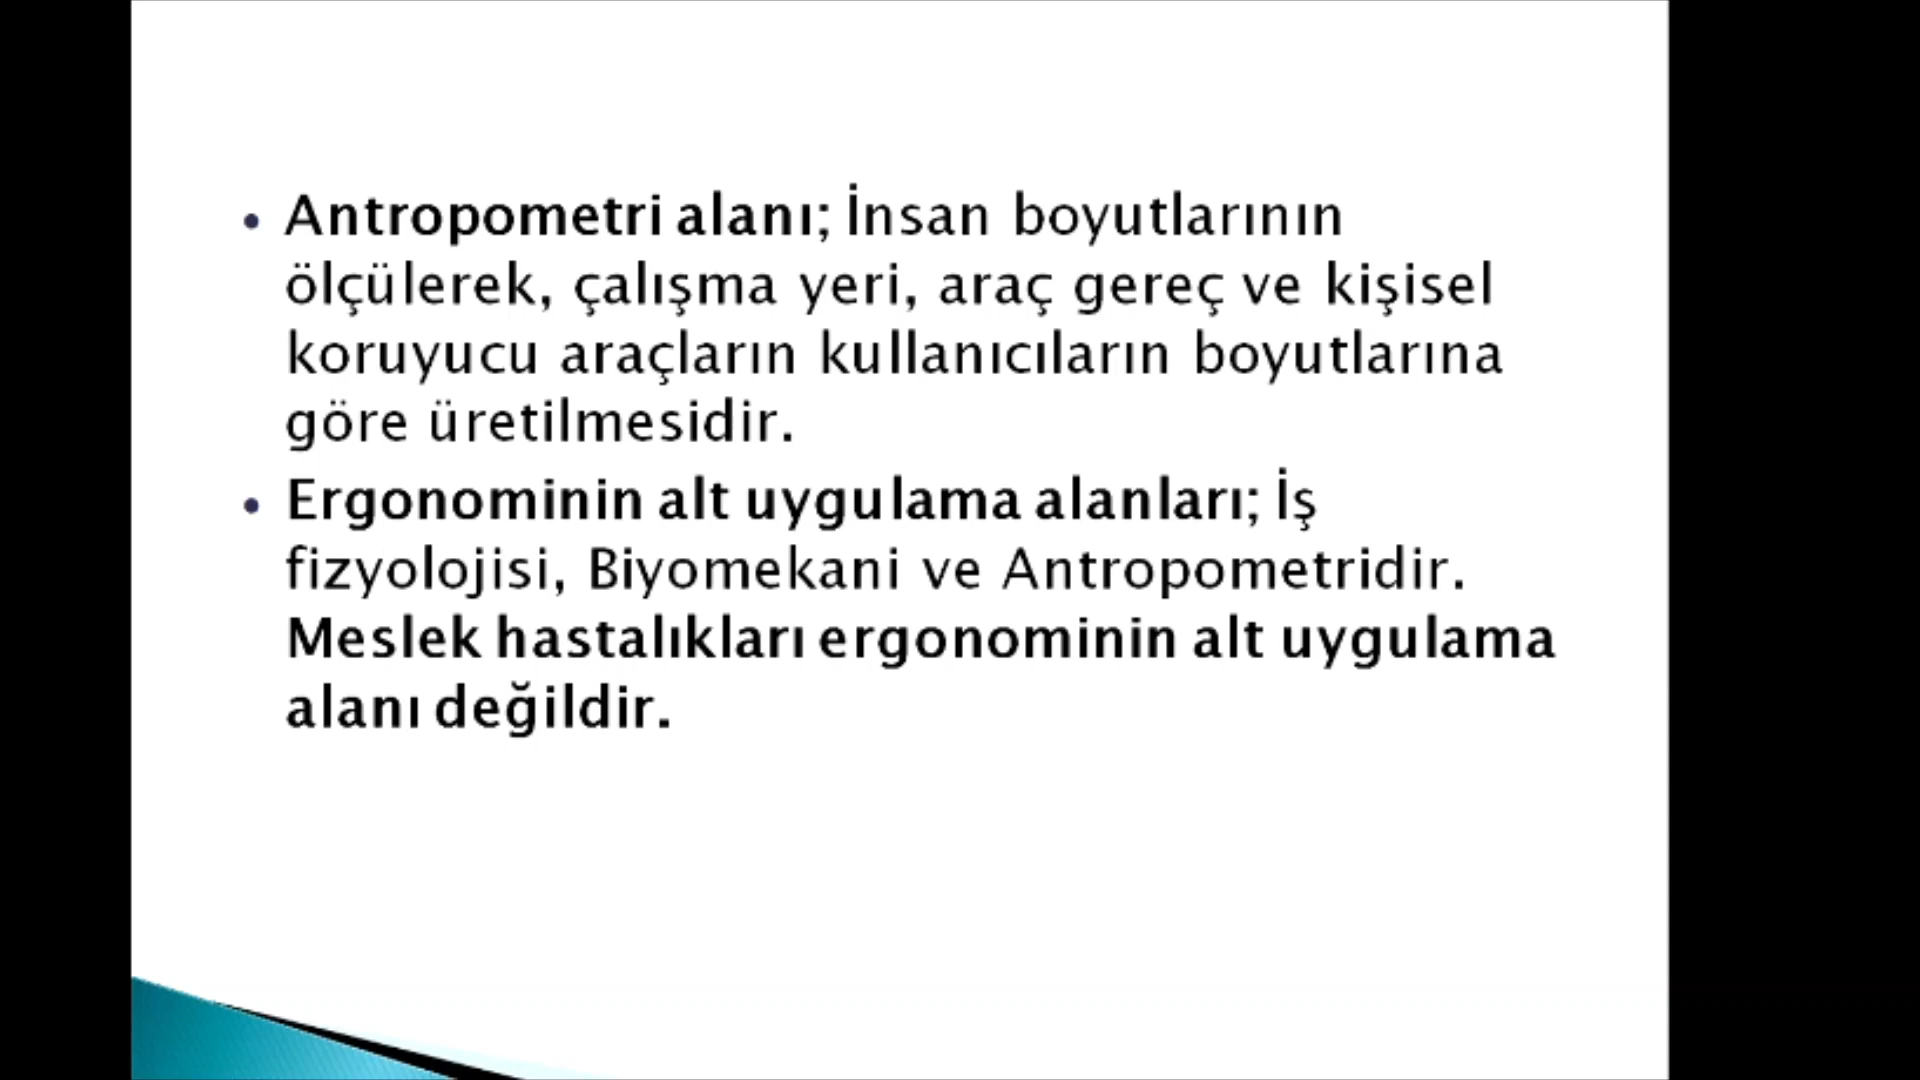 • Antropometri alanı; İnsan boyutlarının
ölçülerek, çalışma yeri, araç gereç ve kişisel
koruyucu araçların kullanıcıların boyutlarına
göre üretilmesidir.
• Ergonominin alt uygulama alanları; İş
fizyolojisi, Biyomekani ve Antropometridir.
Meslek hastalıkları ergonominin alt uygulama
alanı değildir.